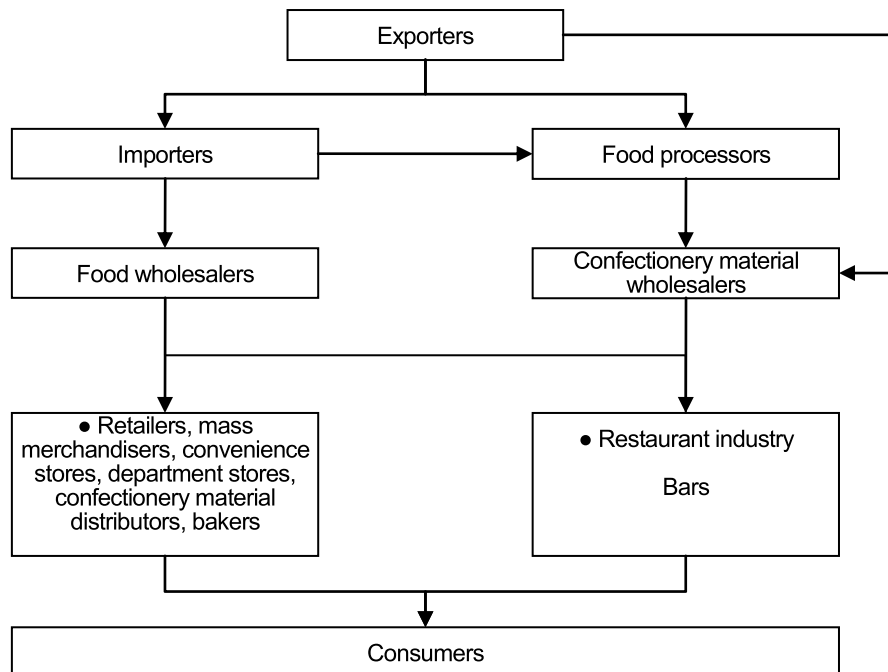 Exporters
Importers
Food processors
Food wholesalers
Confectionery material
wholesalers
● Retailers, mass
merchandisers, convenience
stores, department stores,
confectionery material
distributors, bakers
● Restaurant industry
Bars
Consumers